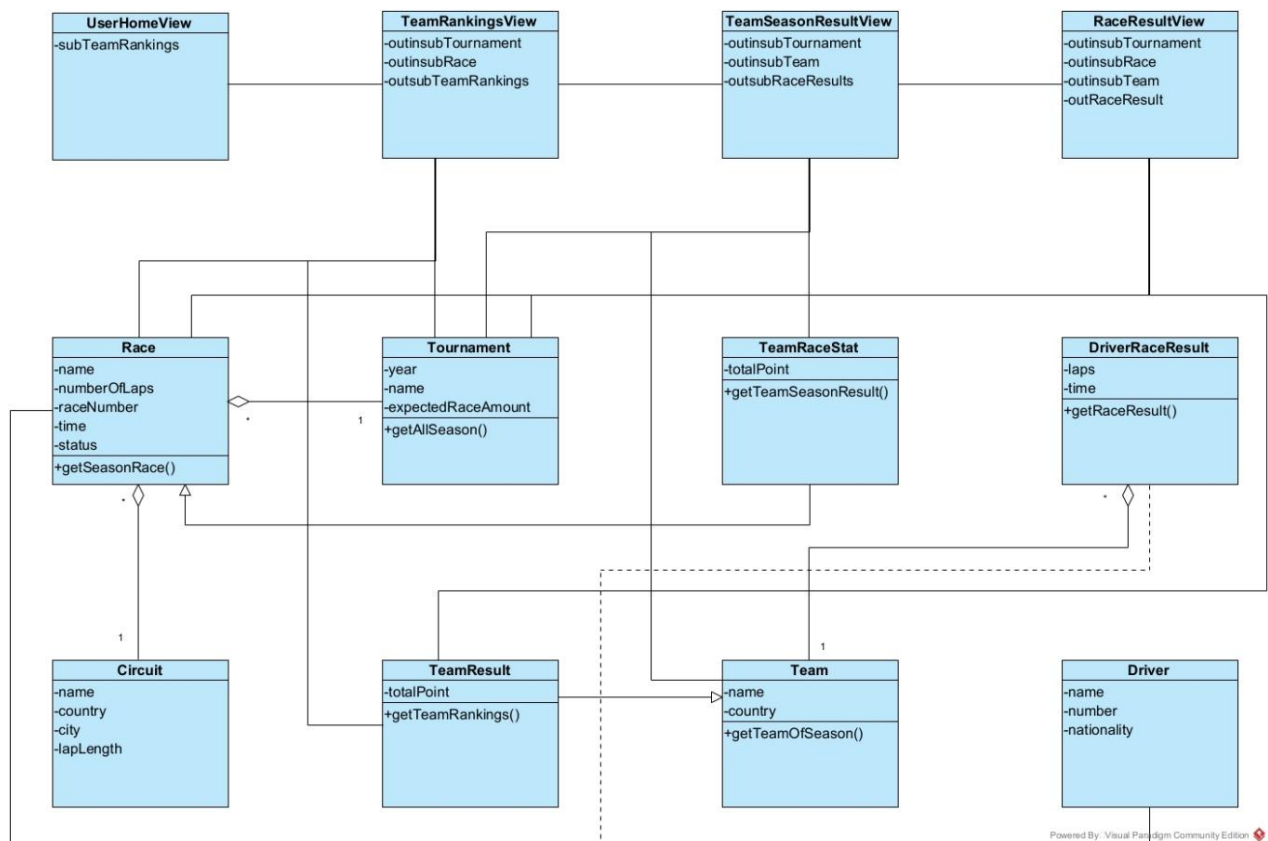 UserHomeView
-subTeamRankings
TeamRankingsView
-outinsubTournament
-outinsubRace
-outsubTeamRankings
TeamSeasonResultView
-outinsubTournament
-outinsubTeam
-outsubRaceResults
RaceResultView
-outinsubTournament
-outinsubRace
-outinsubTeam
-outRaceResult
Race
-name
-numberOfLaps
-raceNumber
-time
-status
+getSeasonRace()
*
1
Tournament
-year
-name
-expectedRaceAmount
+getAllSeason()
TeamRaceStat
-totalPoint
+getTeamSeasonResult()
DriverRaceResult
-laps
-time
+getRaceResult()
*
*
1
1
Circuit
-name
-country
-city
-lapLength
TeamResult
-totalPoint
+getTeamRankings()
Team
-name
-country
+getTeamOfSeason()
Driver
-name
-number
-nationality
Powered By: Visual Paradigm Community Edition